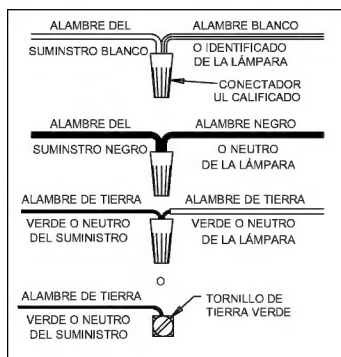 ALAMBRE DEL
ALAMBRE BLANCO
SUMINISTRO BLANCO
O IDENTIFICADO
DE LA LÁMPARA
CONECTADOR
UL CALIFICADO
ALAMBRE DEL
ALAMBRE NEGRO
SUMINSTRO NEGRO
O NEUTRO
DE LA LÁMPARA
ALAMBRE DE TIERRA
ALAMBRE DE TIERRA
VERDE O NEUTRO
DEL SUMINISTRO
VERDE O NEUTRO
DE LA LÁMPARA
O
ALAMBRE DE TIERRA
TORNILLO DE
TIERRA VERDE
VERDE O NEUTRO
DEL SUMINISTRO